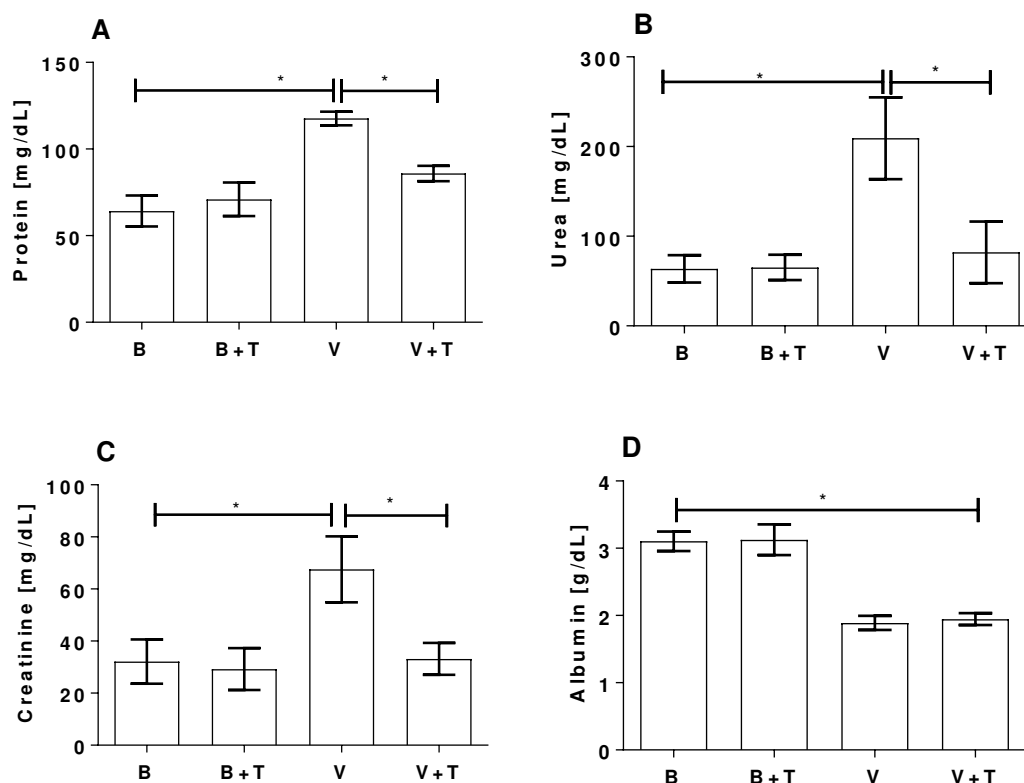 A
Protein [mg/dL]
150
100
50
0
* *
B B+T V V+T
B
Urea [mg/dL]
300
200
100
0
* *
B B+T V V+T
C
Creatinine [mg/dL]
100
80
60
40
20
0
* *
B B+T V V+T
D
Albumin [g/dL]
4
3
2
1
0
*
B B+T V V+T